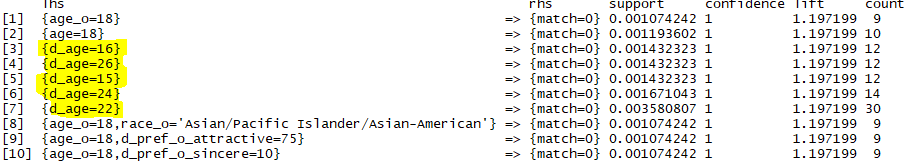 lhs rhs support confidence lift count
[1] {age_o=18} => {match=0} 0.001074242 1 1.197199 9
[2] {age=18} => {match=0} 0.001193602 1 1.197199 10
[3] {d_age=16} => {match=0} 0.001432323 1 1.197199 12
[4] {d_age=26} => {match=0} 0.001432323 1 1.197199 12
[5] {d_age=15} => {match=0} 0.001432323 1 1.197199 12
[6] {d_age=24} => {match=0} 0.001671043 1 1.197199 14
[7] {d_age=22} => {match=0} 0.003580807 1 1.197199 30
[8] {age_o=18,race_o='Asian/Pacific Islander/Asian-American'} => {match=0} 0.001074242 1 1.197199 9
[9] {age_o=18,d_pref_o_attractive=75} => {match=0} 0.001074242 1 1.197199 9
[10] {age_o=18,d_pref_o_sincere=10} => {match=0} 0.001074242 1 1.197199 9